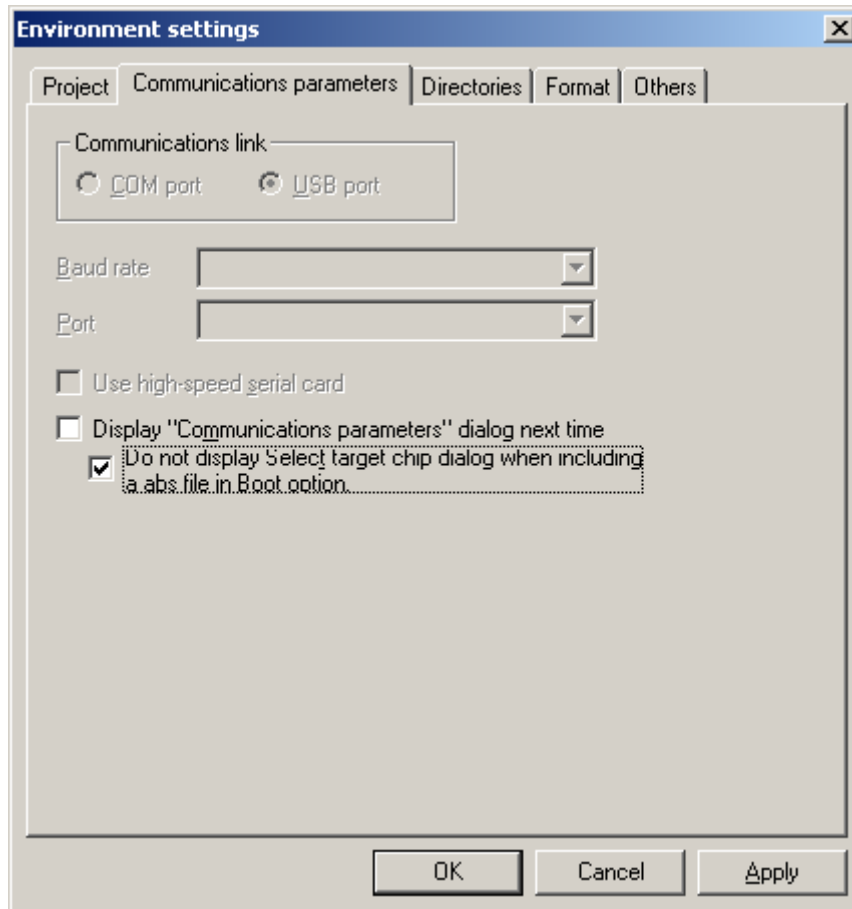 Environment settings
Project Communications parameters Directories Format Others
Communications link
COM port USB port
Baud rate
Port
Use high-speed serial card
Display "Communications parameters" dialog next time
Do not display Select target chip dialog when including
a abs file in Boot option.
OK Cancel Apply